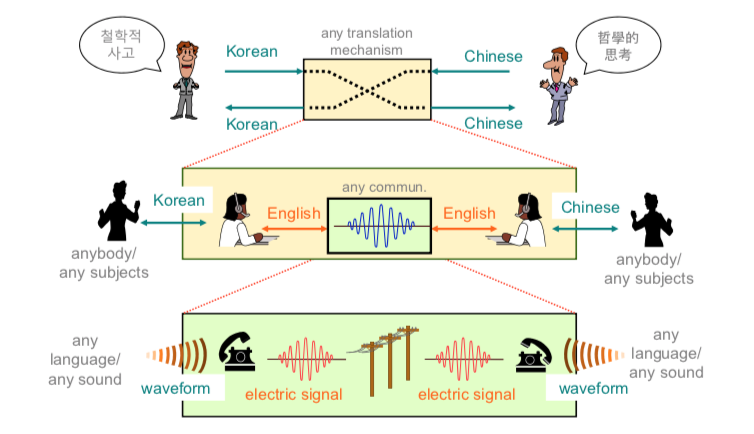 철학적
사고
Korean
any translation
mechanism
Chinese
哲學的
思考
Korean
Chinese
any commun.
Korean
English
English
Chinese
anybody/
any subjects
anybody/
any subjects
any
language/
any sound
waveform
electric signal
electric signal
waveform
any
language/
any sound